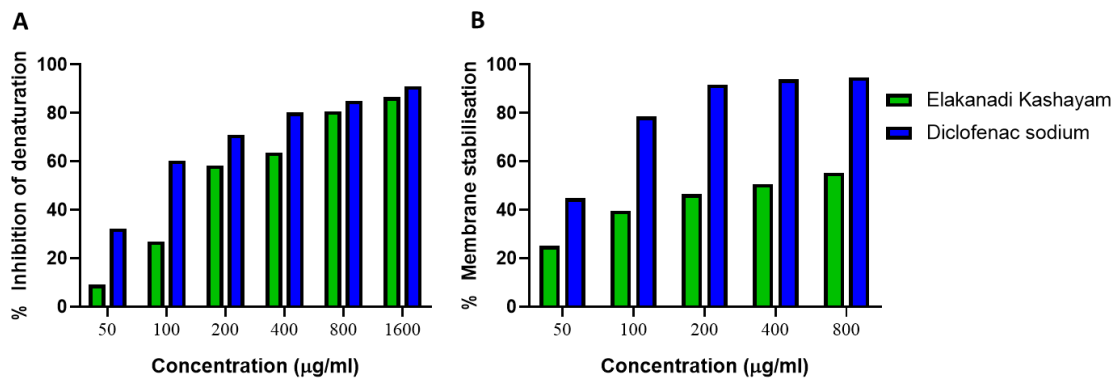 A
% Inhibition of denaturation
100
80
60
40
20
0
50 100 200 400 800 1600
Concentration (μg/ml)
B
% Membrane stabilisation
100
80
60
40
20
0
50 100 200 400 800
Concentration (μg/ml)
Elakanadi Kashayam
Diclofenac sodium